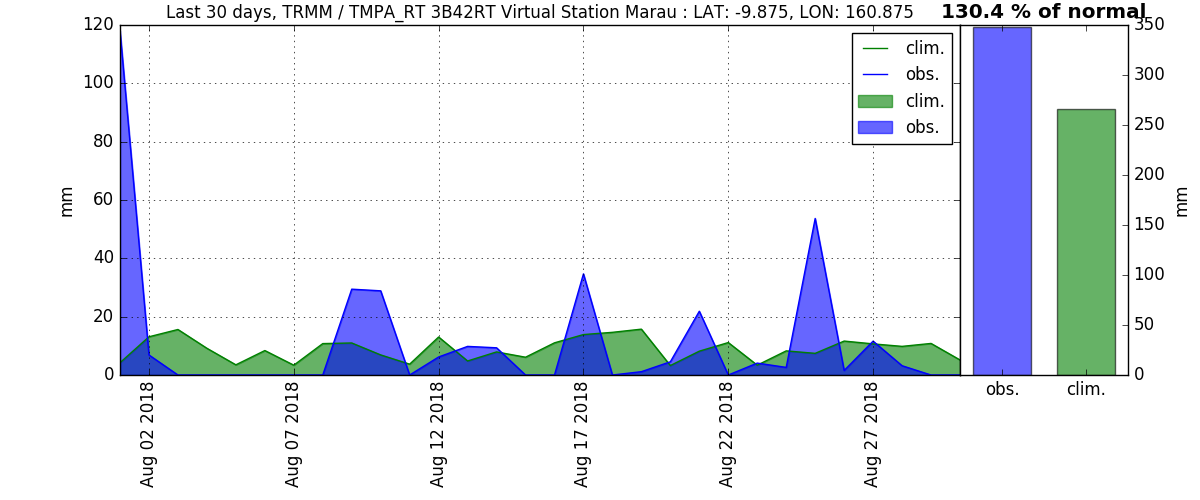 Last 30 days, TRMM / TMPA_RT 3B42RT Virtual Station Marau : LAT: -9.875, LON: 160.875
130.4 % of normal
mm
120
100
80
60
40
20
0
clim.
obs.
clim.
obs.
Aug 02 2018
Aug 07 2018
Aug 12 2018
Aug 17 2018
Aug 22 2018
Aug 27 2018
350
300
250
200
150
100
50
0
mm
obs.
clim.